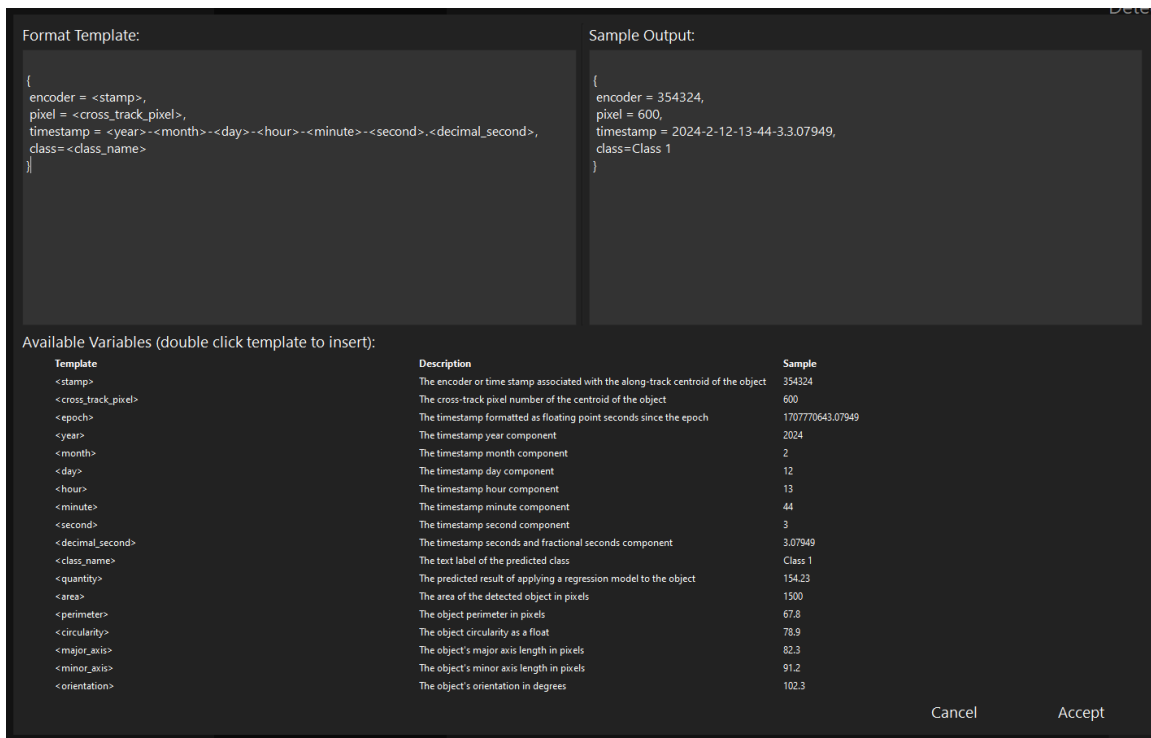 Format Template:
{
encoder = <stamp>,
pixel = <cross_track_pixel>,
timestamp = <year>-<month>-<day>-<hour>-<minute>-<second>.<decimal_second>,
class=<class_name>
}
Sample Output:
{
encoder = 354324,
pixel = 600,
timestamp = 2024-2-12-13-44-3.3.07949,
class=Class 1
}
Available Variables (double click template to insert):
Template Description Sample
<stamp> The encoder or time stamp associated with the along-track centroid of the object 354324
<cross_track_pixel> The cross-track pixel number of the centroid of the object 600
<epoch> The timestamp formatted as floating point seconds since the epoch 1707770643.07949
<year> The timestamp year component 2024
<month> The timestamp month component 2
<day> The timestamp day component 12
<hour> The timestamp hour component 13
<minute> The timestamp minute component 44
<second> The timestamp second component 3
<decimal_second> The timestamp seconds and fractional seconds component 3.07949
<class_name> The text label of the predicted class Class 1
<quantity> The predicted result of applying a regression model to the object 154.23
<area> The area of the detected object in pixels 1500
<perimeter> The object perimeter in pixels 67.8
<circularity> The object circularity as a float 78.9
<major_axis> The object's major axis length in pixels 82.3
<minor_axis> The object's minor axis length in pixels 91.2
<orientation> The object's orientation in degrees 102.3
Cancel Accept